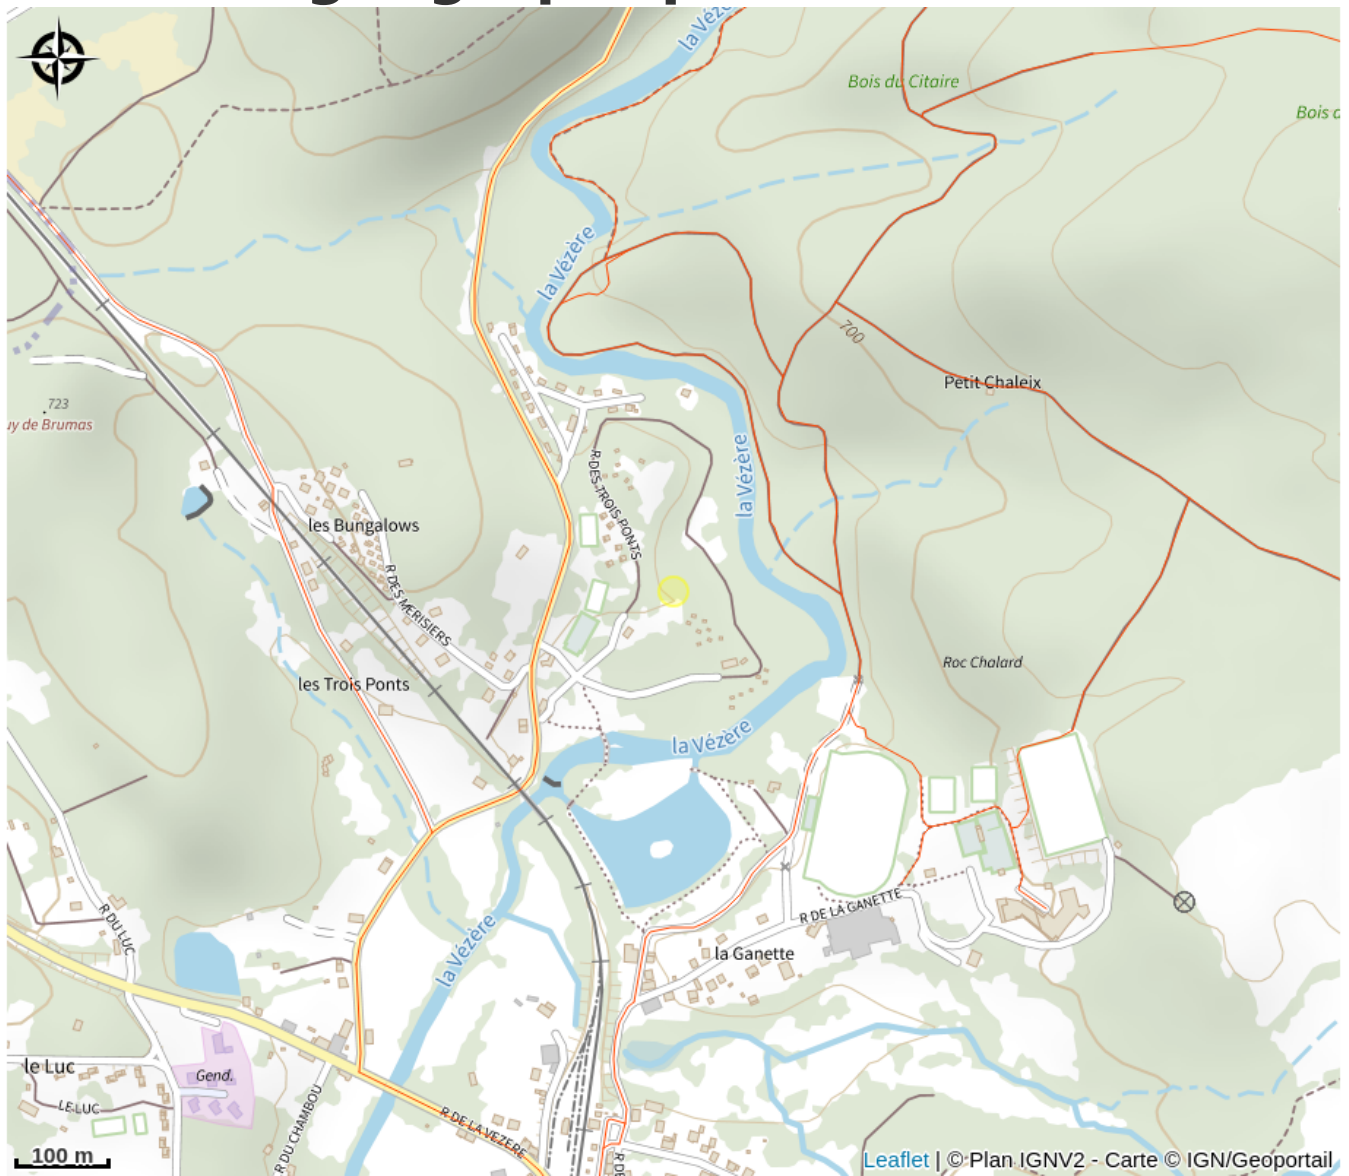 la Vézère
Bois du Citaire
Bois d
la Vézère
700
Petit Chaleix
723
uy de Brumas
la Vézère
R DES TROIS PONTS
les Bungalows
R DES MERISIERS
Roc Chalard
les Trois Ponts
la Vézère
R DU LUC
R DE LA GANETTE
la Vézère
la Ganette
le Luc
Gend.
LE LUC
R DU CHAMBOU
R DE LA VEZERE
R DE
100 m
Leaflet | © Plan IGNV2 - Carte © IGN/Geoportail